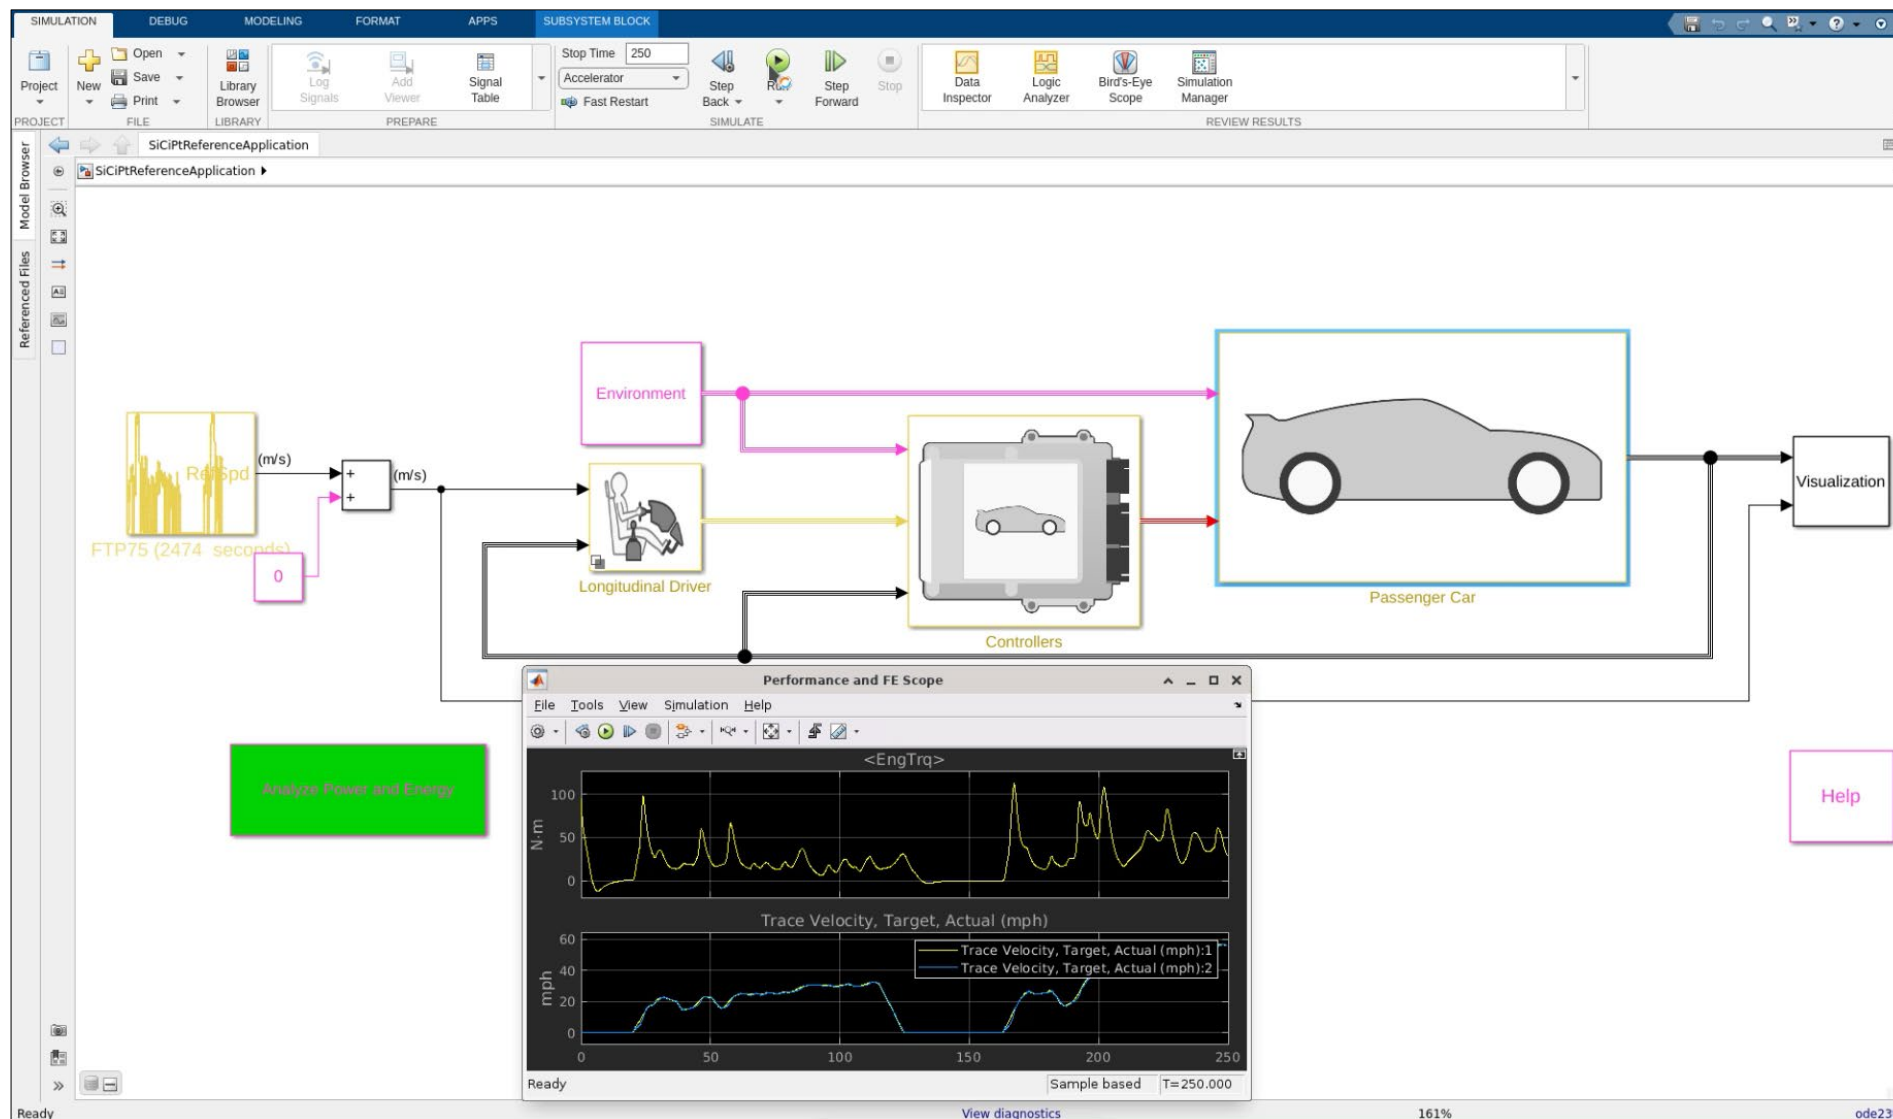 SIMULATION DEBUG MODELING FORMAT APPS SUBSYSTEM BLOCK
Project
New
Open
Save
Print
Library
Browser
Log
Signals
Add
Viewer
Signal
Table
Stop Time 250
Accelerator
Fast Restart
Step
Back
Run
Step
Forward
Stop
Data
Inspector
Logic
Analyzer
Bird's-Eye
Scope
Simulation
Manager
PROJECT FILE LIBRARY PREPARE SIMULATE REVIEW RESULTS
Model Browser
Referenced Files
SiCiPtReferenceApplication
SiCiPtReferenceApplication
Environment
RefSpd
(m/s)
(m/s)
+
+
FTP75 (2474 seconds)
0
Longitudinal Driver
Controllers
Passenger Car
Visualization
Analyze Power and Energy
Help
Performance and FE Scope
File Tools View Simulation Help
<EngTrq>
N·m
100
50
0
Trace Velocity, Target, Actual (mph)
mph
60
40
20
0
Trace Velocity, Target, Actual (mph):1
Trace Velocity, Target, Actual (mph):2
0 50 100 150 200 250
Ready Sample based T=250.000
Ready View diagnostics 161% ode23